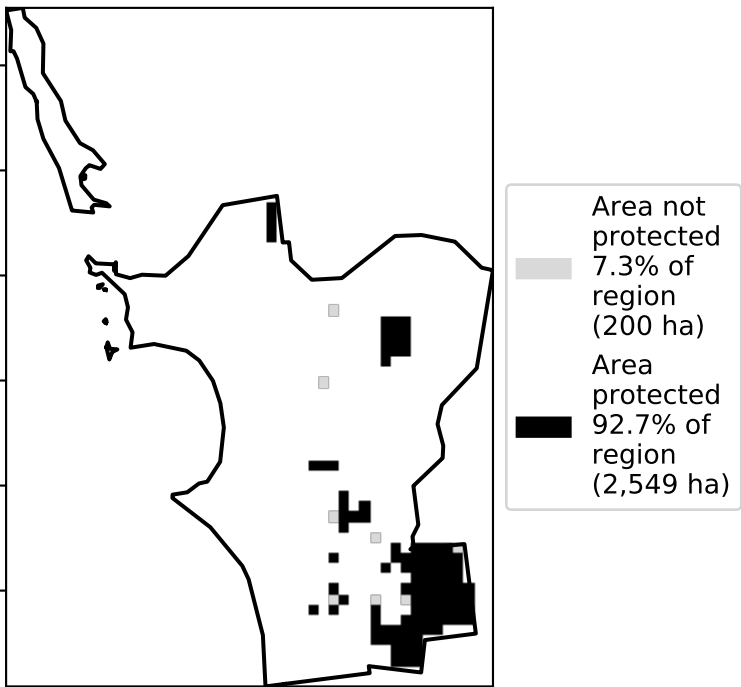 Area not
protected
7.3% of
region
(200 ha)
Area
protected
92.7% of
region
(2,549 ha)